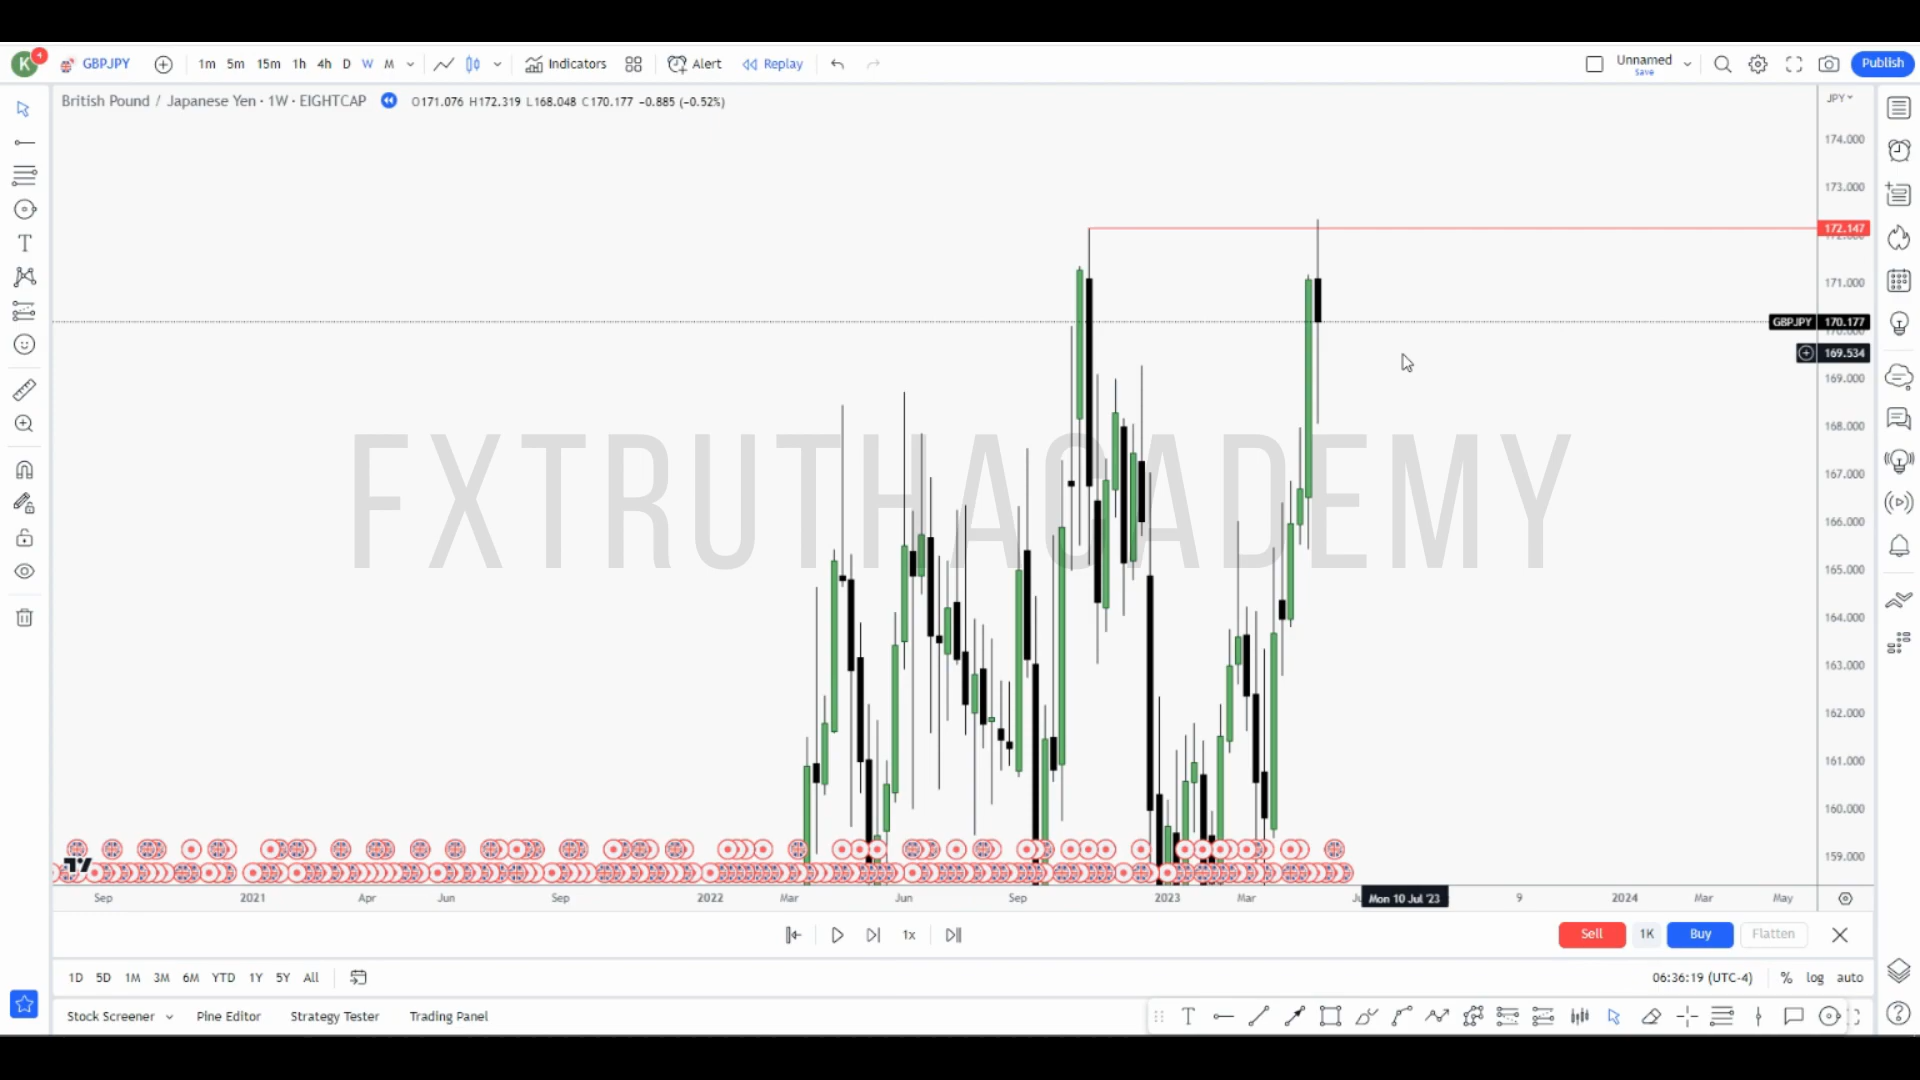 K 4 GBPJPY 1m 5m 15m 1h 4h D W M Indicators Alert Replay Unnamed Save Publish
British Pound / Japanese Yen · 1W · EIGHTCAP O171.076 H172.319 L168.048 C170.177 -0.885 (-0.52%) JPY
174.000
173.000
172.147
171.000
GBPJPY 170.177
169.534
169.000
168.000
FXTRUTHACADEMY
167.000
166.000
165.000
164.000
163.000
162.000
161.000
160.000
159.000
Sep 2021 Apr Jun Sep 2022 Mar Jun Sep 2023 Mar Mon 10 Jul '23 9 2024 Mar May
1x Sell 1K Buy Flatten
1D 5D 1M 3M 6M YTD 1Y 5Y All 06:36:19 (UTC-4) % log auto
Stock Screener Pine Editor Strategy Tester Trading Panel